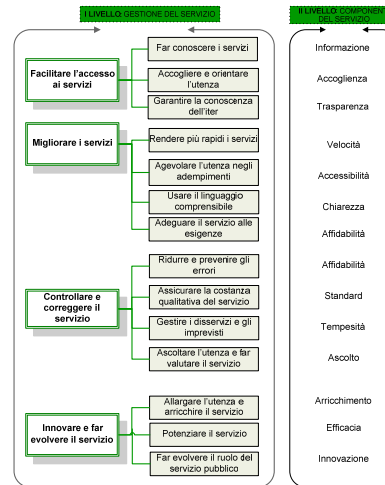 I LIVELLO: GESTIONE DEL SERVIZIO
II LIVELLO: COMPONENT
DEL SERVIZIO
Facilitare l'accesso
ai servizi
Far conoscere i servizi
Informazione
Accogliere e orientare
l'utenza
Accoglienza
Garantire la conoscenza
dell'iter
Trasparenza
Migliorare i servizi
Rendere più rapidi i servizi
Velocità
Agevolare l'utenza negli
adempimenti
Accessibilità
Usare il linguaggio
comprensibile
Chiarezza
Adeguare il servizio alle
esigenze
Affidabilità
Controllare e
correggere il
servizio
Ridurre e prevenire gli
errori
Affidabilità
Assicurare la costanza
qualitativa del servizio
Standard
Gestire i disservizi e gli
imprevisti
Tempesità
Ascoltare l'utenza e far
valutare il servizio
Ascolto
Innovare e far
evolvere il servizio
Allargare l'utenza e
arricchire il servizio
Arricchimento
Potenziare il servizio
Efficacia
Far evolvere il ruolo del
servizio pubblico
Innovazione